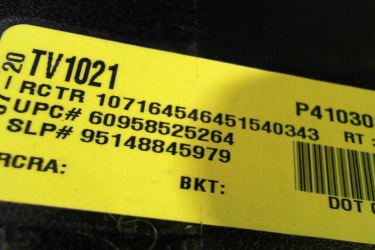 20 TV1021
RCTR 107164546451540343 P41030
UPC# 60958525264 RT:
SLP# 95148845979
RCRA: BKT:
DOT